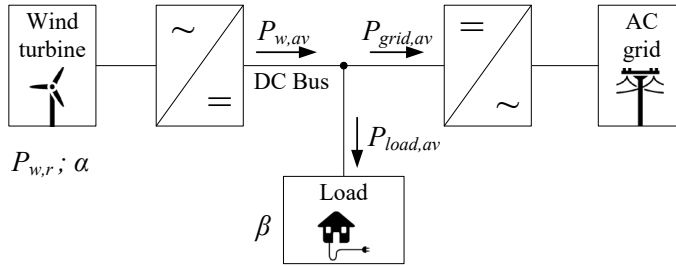 Wind
turbine
P_{w,r} ; α
~
=
P_{w,av}
DC Bus
P_{grid,av}
=
~
AC
grid
P_{load,av}
Load
β